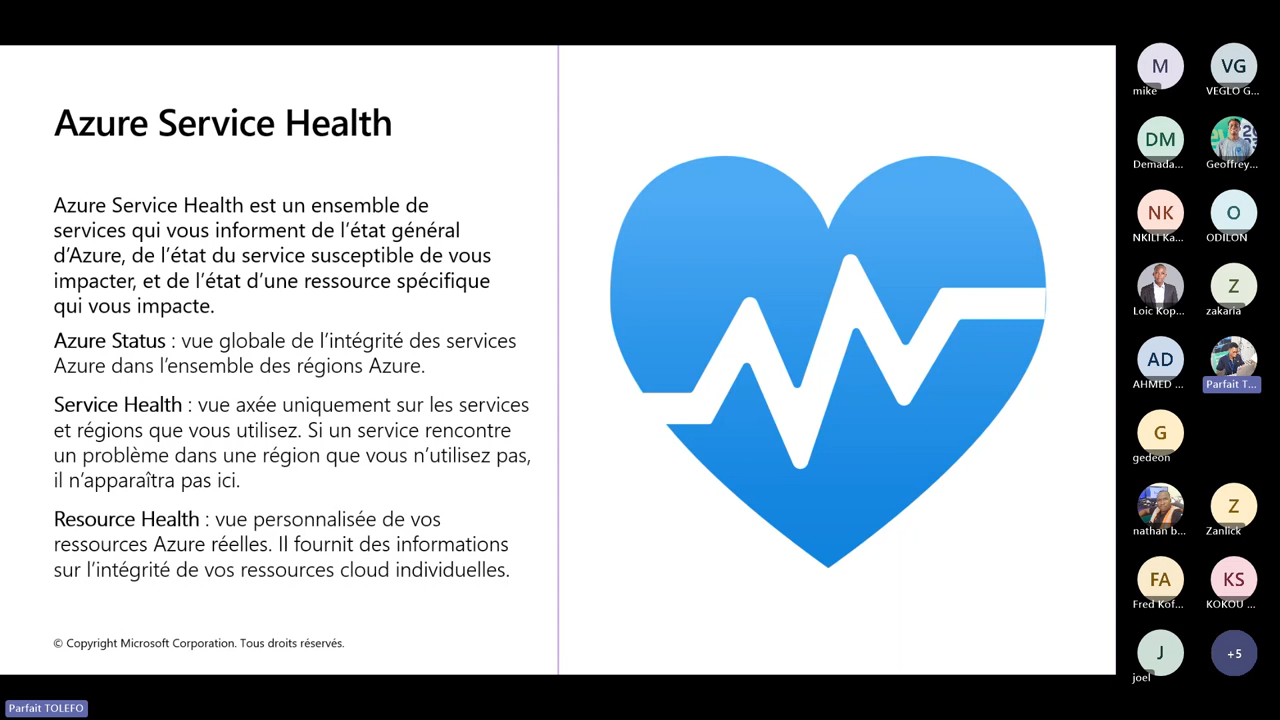 Azure Service Health
Azure Service Health est un ensemble de
services qui vous informent de l’état général
d’Azure, de l’état du service susceptible de vous
impacter, et de l’état d’une ressource spécifique
qui vous impacte.
Azure Status : vue globale de l’intégrité des services
Azure dans l’ensemble des régions Azure.
Service Health : vue axée uniquement sur les services
et régions que vous utilisez. Si un service rencontre
un problème dans une région que vous n’utilisez pas,
il n’apparaîtra pas ici.
Resource Health : vue personnalisée de vos
ressources Azure réelles. Il fournit des informations
sur l’intégrité de vos ressources cloud individuelles.
© Copyright Microsoft Corporation. Tous droits réservés.
Parfait TOLEFO
M
mike
VG
VEGLO G...
DM
Demada...
Geoffrey...
NK
NKILI Ka...
O
ODILON
Loic Kop...
Z
zakaria
AD
AHMED ...
Parfait T...
G
gedeon
nathan b...
Z
Zanlick
FA
Fred Kof...
KS
KOKOU ...
J
joel
+5